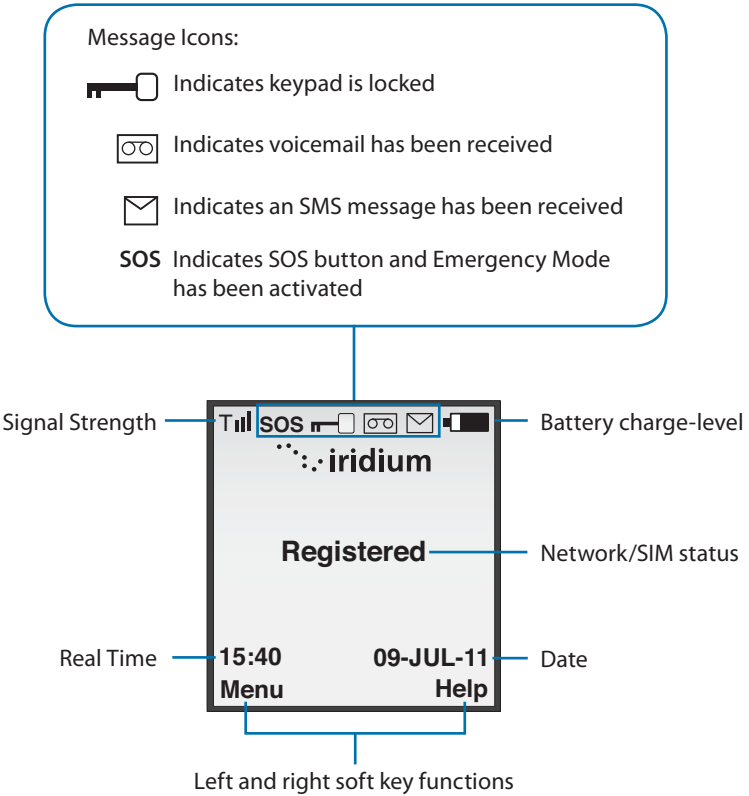 Message Icons:
Indicates keypad is locked
Indicates voicemail has been received
Indicates an SMS message has been received
SOS Indicates SOS button and Emergency Mode
has been activated
Signal Strength
T SOS
Battery charge-level
iridium
Registered
Network/SIM status
Real Time
15:40
09-JUL-11
Date
Menu
Help
Left and right soft key functions